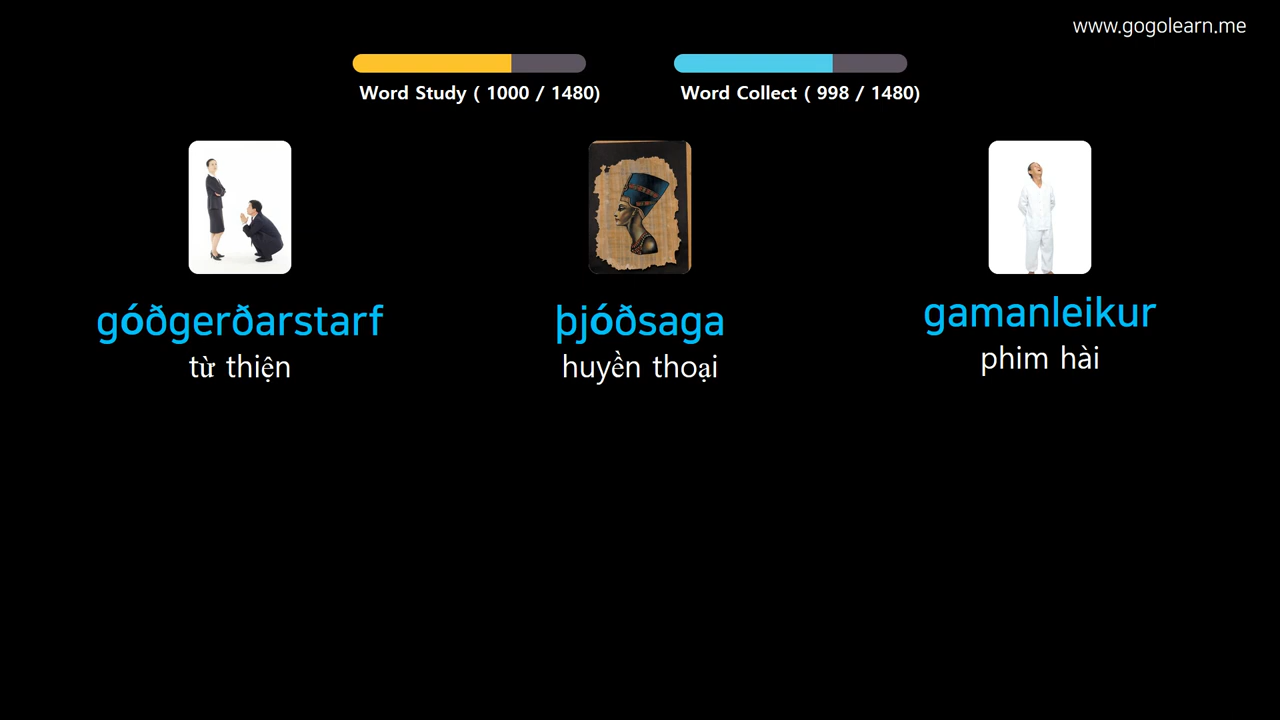 www.gogolearn.me
Word Study ( 1000 / 1480)
Word Collect ( 998 / 1480)
góðgerðarstarf
từ thiện
þjóðsaga
huyền thoại
gamanleikur
phim hài